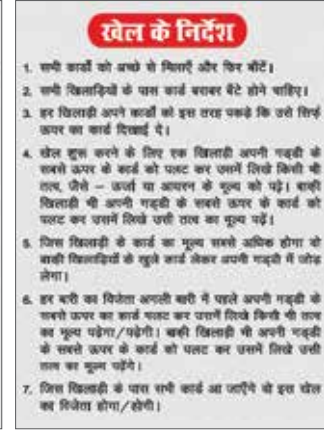 खेल के निर्देश
1. सभी कार्डों को अच्छे से मिलाएँ और फिर बाँटें।
2. सभी खिलाड़ियों के पास कार्ड बराबर बँटे होने चाहिए।
3. हर खिलाड़ी अपने कार्डों को इस तरह पकड़े कि उसे सिर्फ़
ऊपर का कार्ड दिखाई दे।
4. खेल शुरू करने के लिए एक खिलाड़ी अपनी गड्डी के
सबसे ऊपर के कार्ड को पलट कर उसमें लिखे किसी भी
तत्व, जैसे – ऊर्जा या आयरन के मूल्य को पढ़े। बाक़ी
खिलाड़ी भी अपनी गड्डी के सबसे ऊपर के कार्ड को
पलट कर उसमें लिखे उसी तत्व का मूल्य पढ़ें।
5. जिस खिलाड़ी के कार्ड का मूल्य सबसे अधिक होगा वो
बाकी खिलाड़ियों के खुले कार्ड लेकर अपनी गड्डी में जोड़
लेगा।
6. हर बारी का विजेता अगली बारी में पहले अपनी गड्डी के
सबसे ऊपर का कार्ड पलट कर उसमें लिखे किसी भी तत्व
का मूल्य पढ़ेगा/पढ़ेगी। बाकी खिलाड़ी भी अपनी गड्डी
के सबसे ऊपर के कार्ड को पलट कर उसमें लिखे उसी
तत्व का मूल्य पढ़ेंगे।
7. जिस खिलाड़ी के पास सभी कार्ड आ जाएँगे वो इस खेल
का विजेता होगा/होगी।